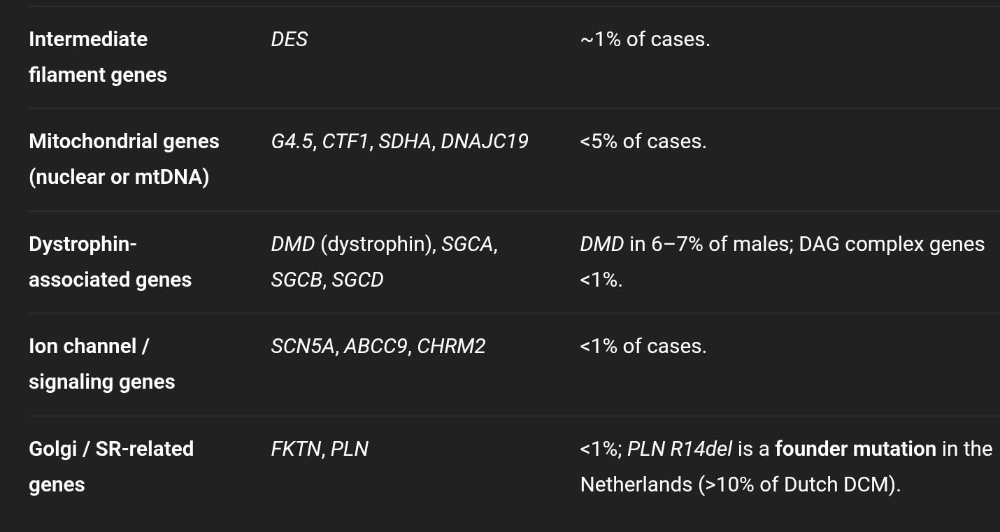 Intermediate DES ~1% of cases.
filament genes
Mitochondrial genes G4.5, CTF1, SDHA, DNAJC19 <5% of cases.
(nuclear or mtDNA)
Dystrophin- DMD (dystrophin), SGCA, DMD in 6–7% of males; DAG complex genes
associated genes SGCB, SGCD <1%.
Ion channel / SCN5A, ABCC9, CHRM2 <1% of cases.
signaling genes
Golgi / SR-related FKTN, PLN <1%; PLN R14del is a founder mutation in the
genes Netherlands (>10% of Dutch DCM).